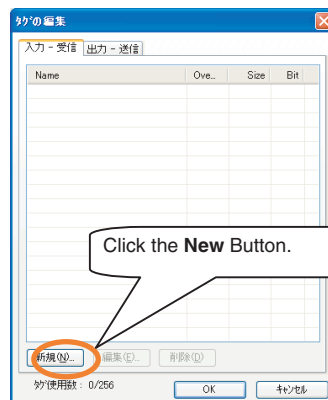 ﾀｸﾞの編集
入力 - 受信 出力 - 送信
Name Ove... Size Bit
Click the New Button.
新規(N)... 編集(E)... 削除(D)
ﾀｸﾞ使用数： 0/256
OK ｷｬﾝｾﾙ